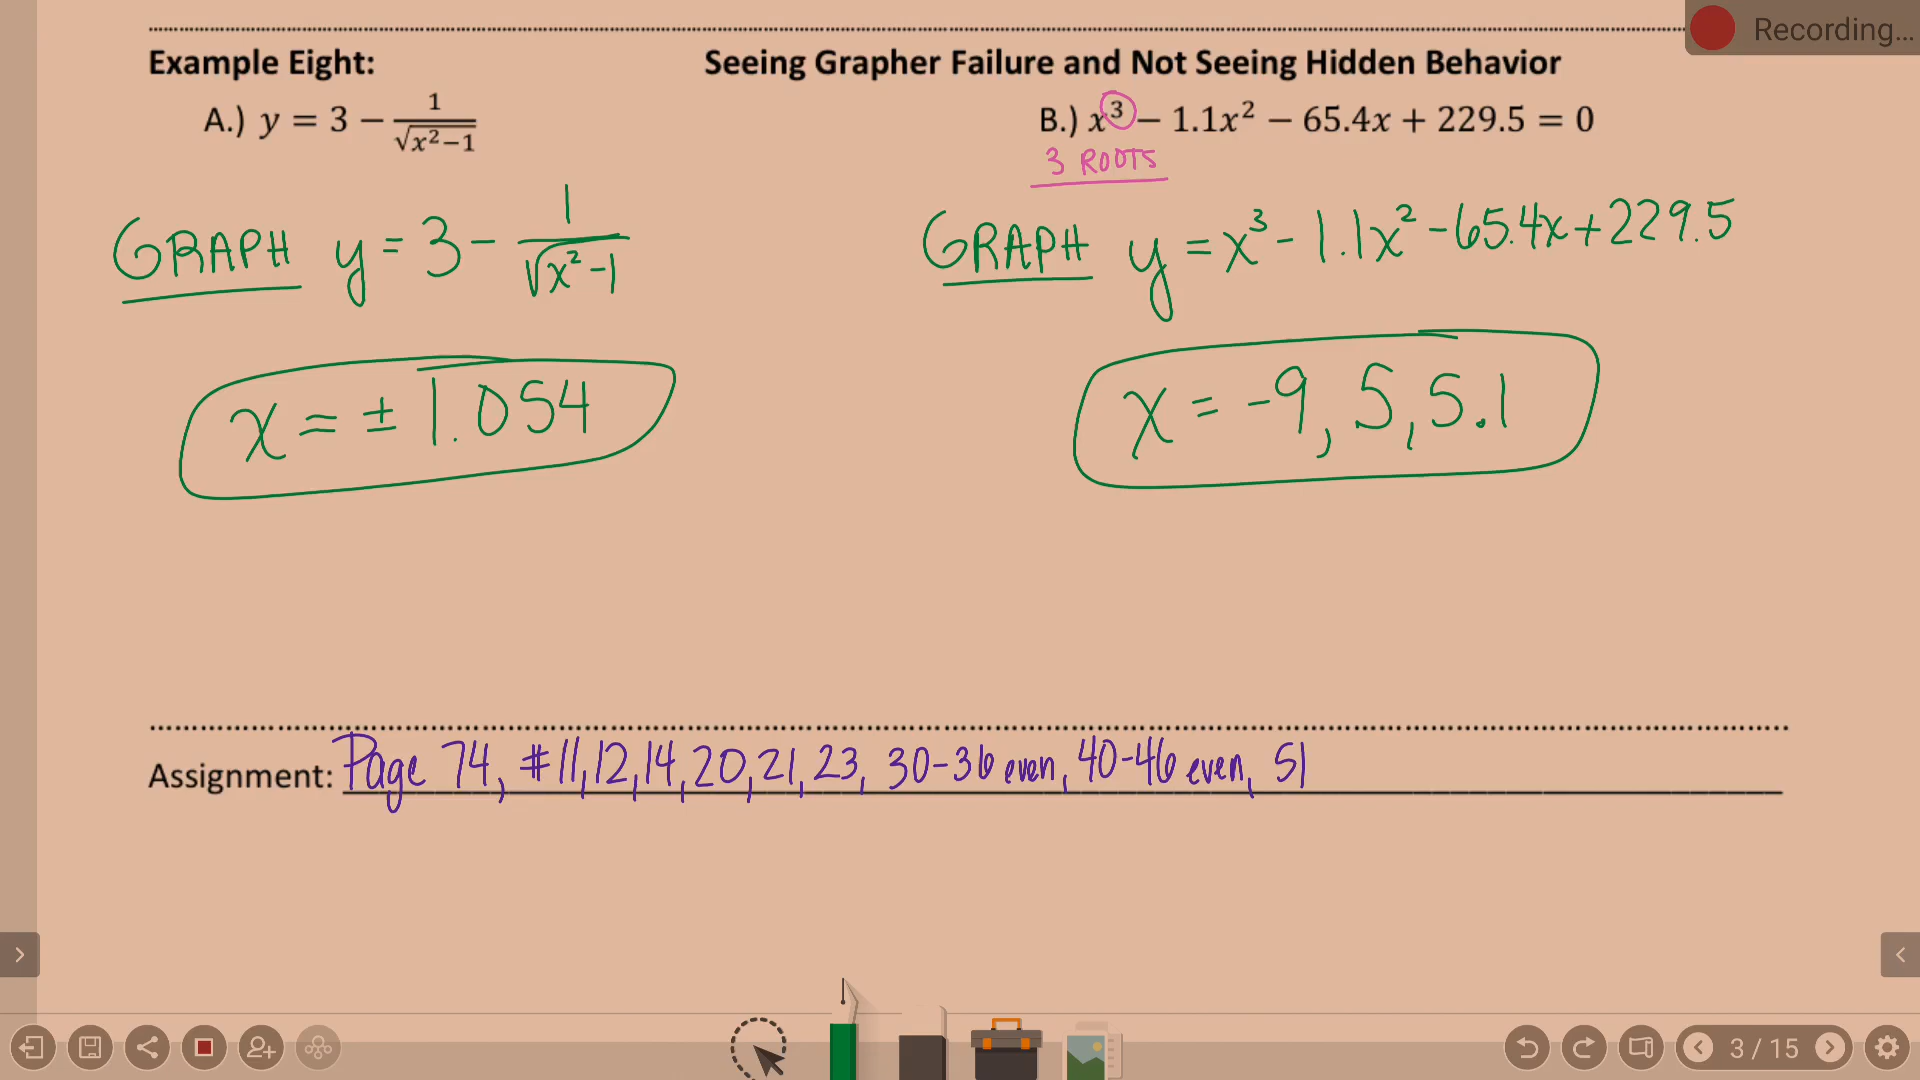 Recording...
Example Eight: Seeing Grapher Failure and Not Seeing Hidden Behavior
A.) y = 3 − 1/√(x²−1) B.) x³ − 1.1x² − 65.4x + 229.5 = 0
3 ROOTS
GRAPH y = 3 − 1/√(x²−1) GRAPH y = x³ − 1.1x² − 65.4x + 229.5
x = ± 1.054 x = -9, 5, 5.1
Assignment: Page 74, #11, 12, 14, 20, 21, 23, 30-36 even, 40-46 even, 51
3 / 15